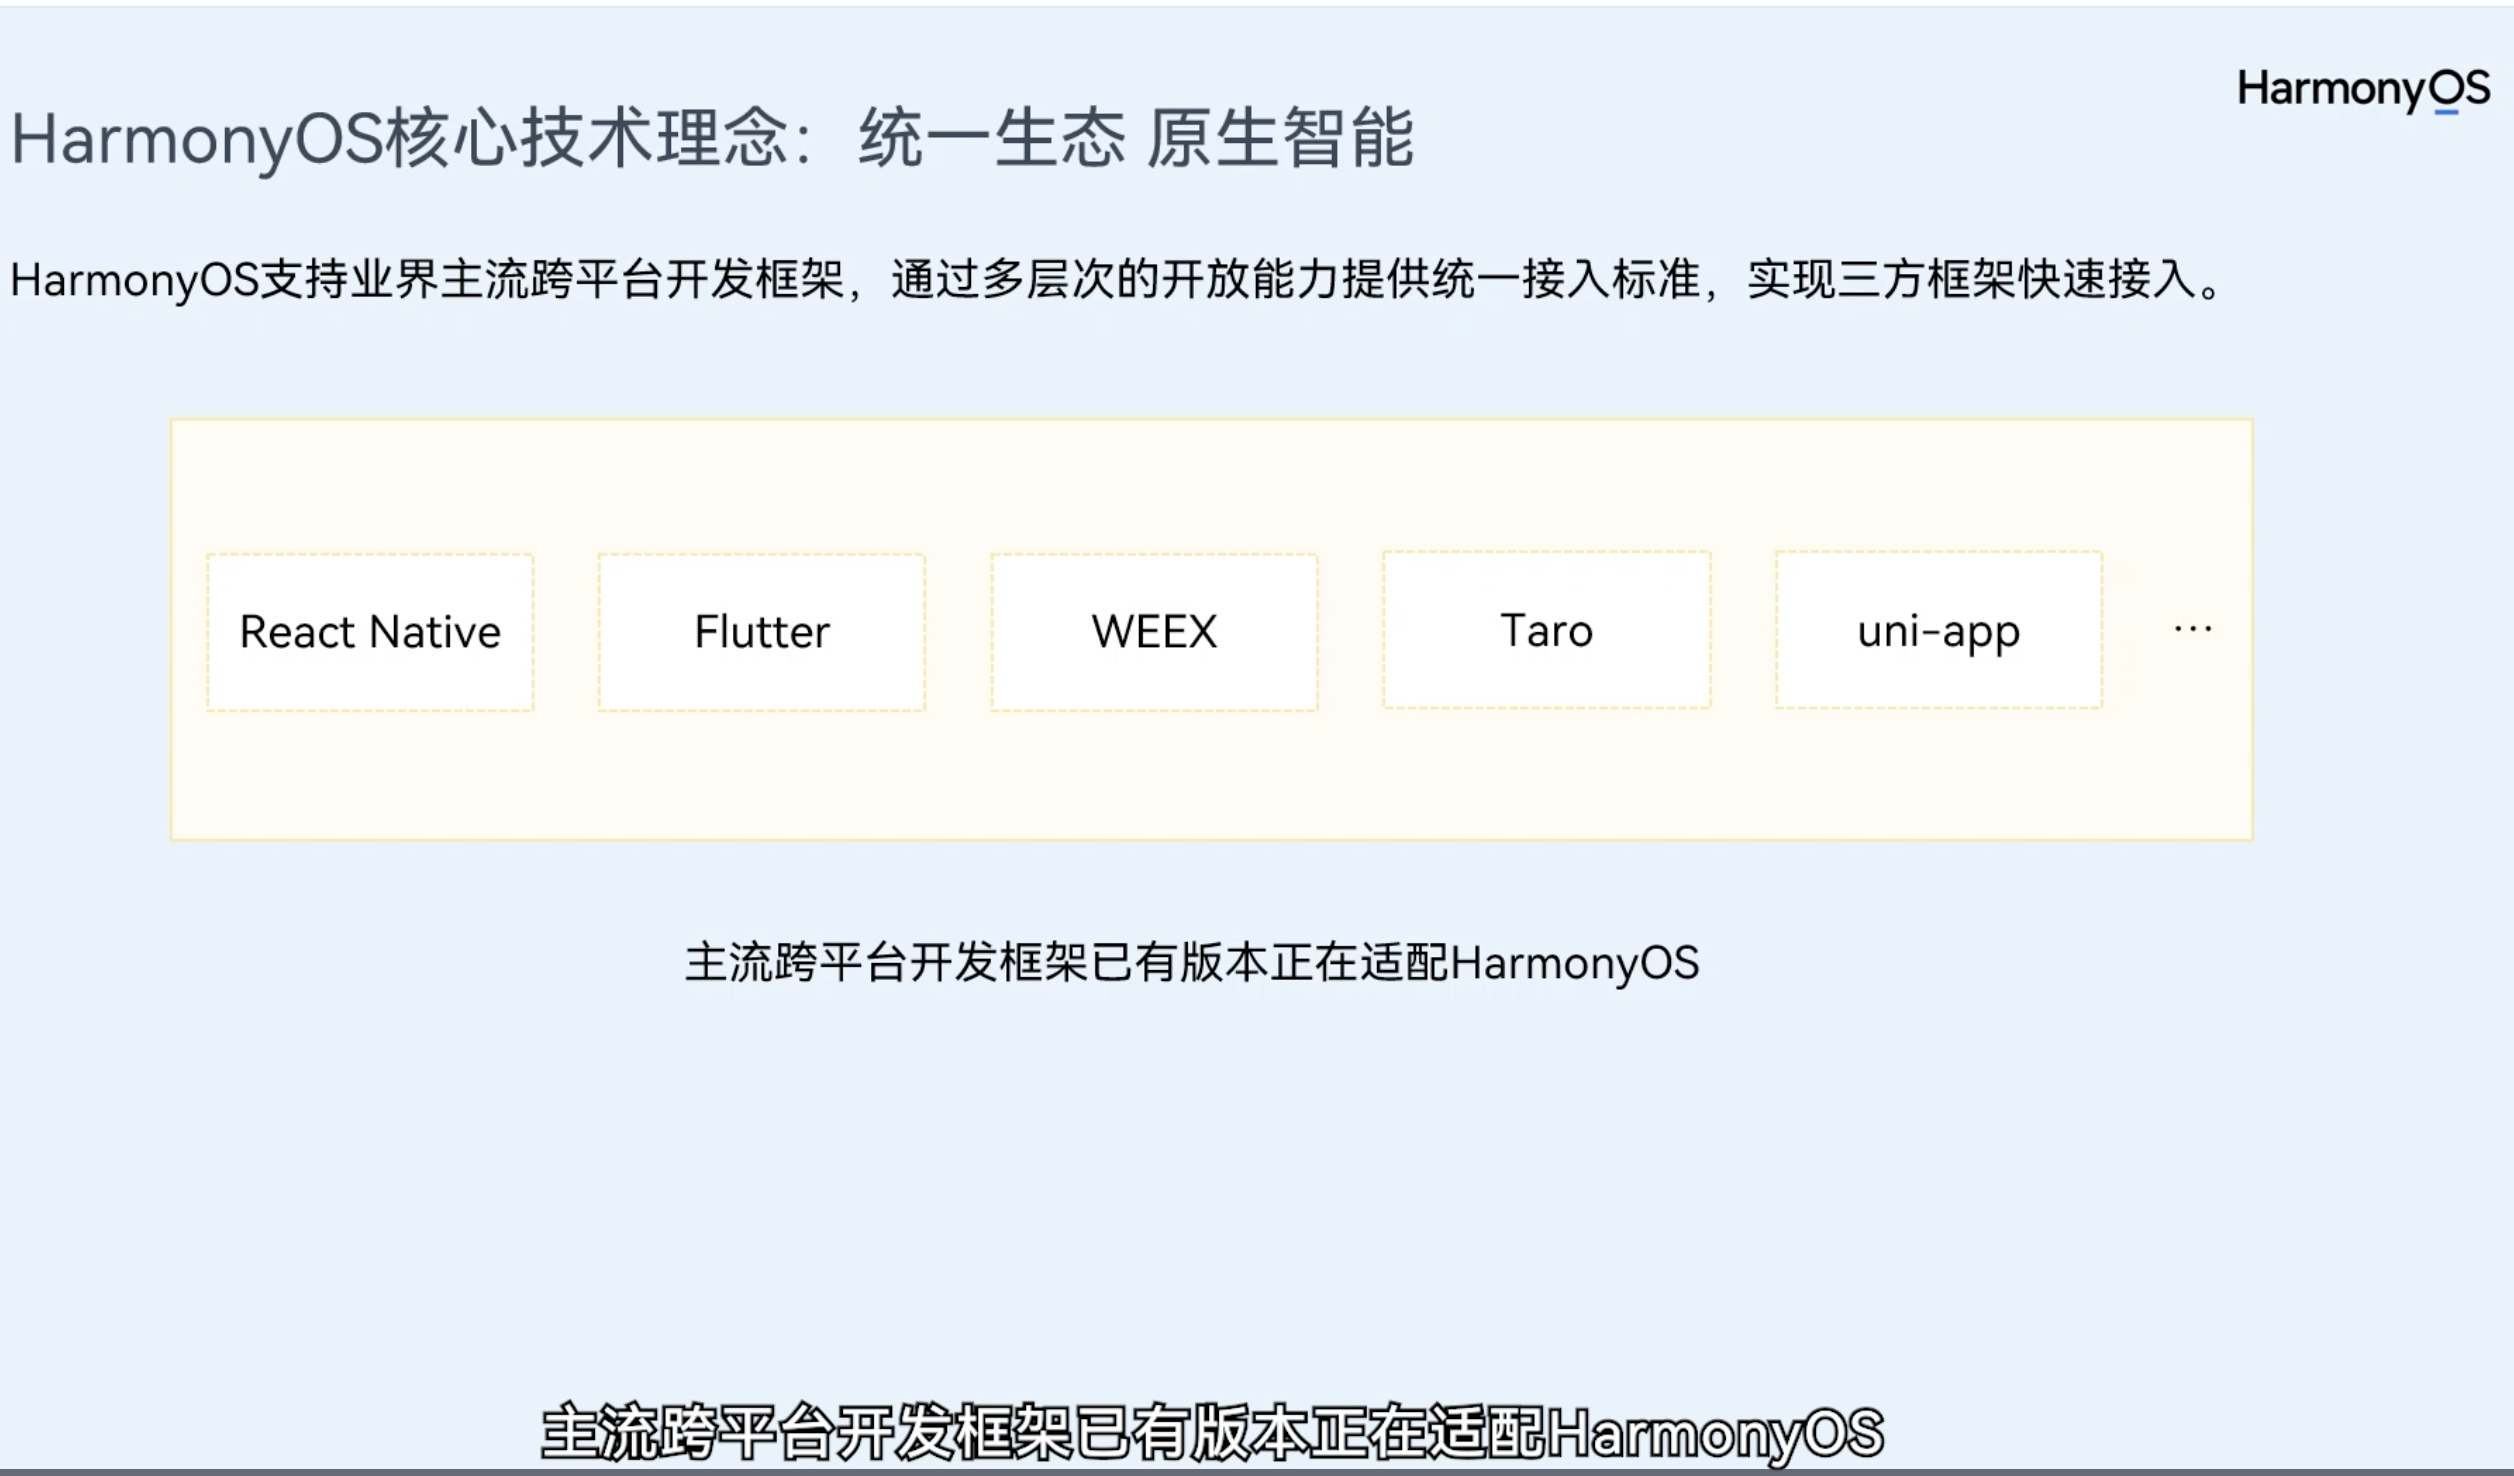 HarmonyOS
HarmonyOS核心技术理念：统一生态 原生智能
HarmonyOS支持业界主流跨平台开发框架，通过多层次的开放能力提供统一接入标准，实现三方框架快速接入。
React Native
Flutter
WEEX
Taro
uni-app
...
主流跨平台开发框架已有版本正在适配HarmonyOS
主流跨平台开发框架已有版本正在适配HarmonyOS